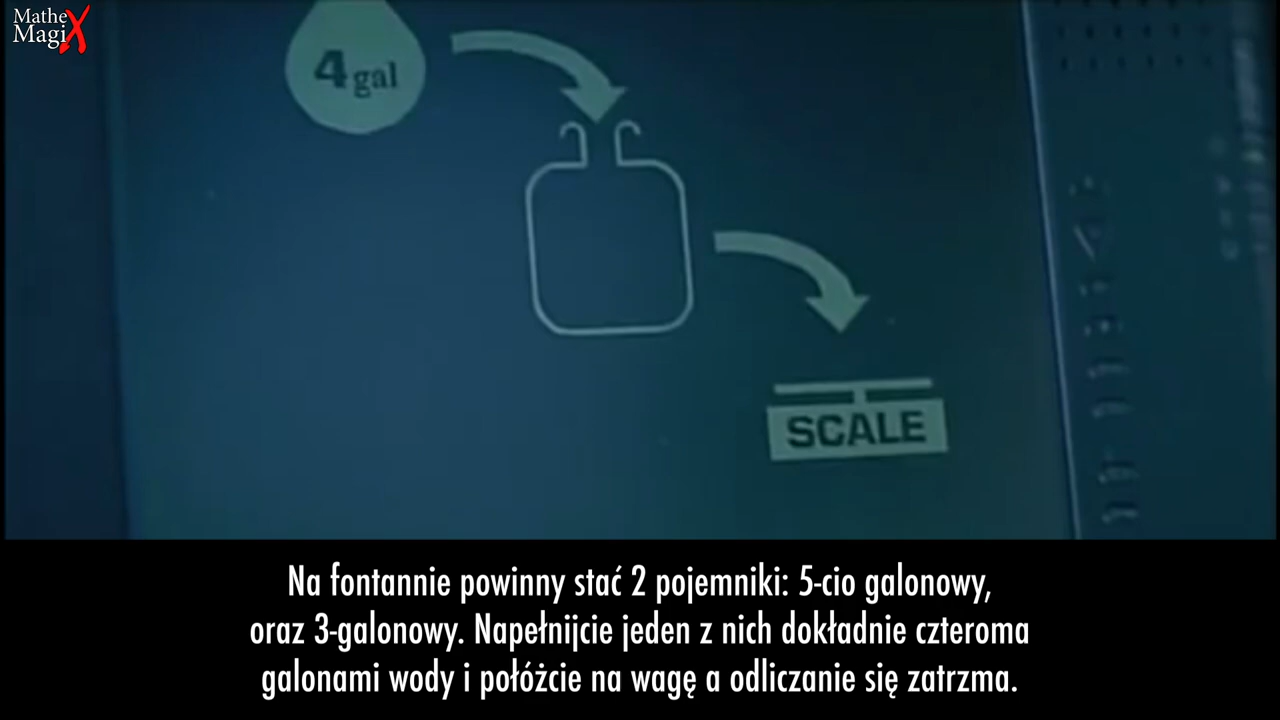 Mathe
MagiX
4gal
SCALE
Na fontannie powinny stać 2 pojemniki: 5-cio galonowy,
oraz 3-galonowy. Napełnijcie jeden z nich dokładnie czteroma
galonami wody i połóżcie na wagę a odliczanie się zatrzma.